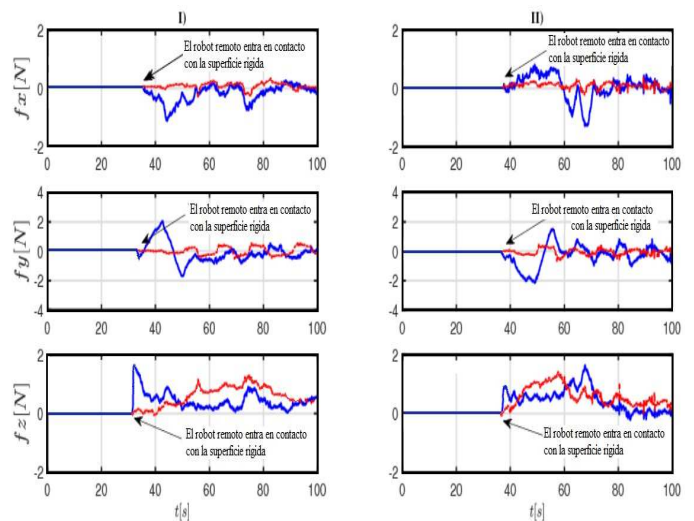 I)
II)
El robot remoto entra en contacto
con la superficie rígida
fx[N]
2
0
-2
0 20 40 60 80 100
El robot remoto entra en contacto
con la superficie rígida
2
0
-2
0 20 40 60 80 100
El robot remoto entra en contacto
con la superficie rígida
fy[N]
4
2
0
-2
-4
0 20 40 60 80 100
El robot remoto entra en contacto
con la superficie rígida
4
2
0
-2
-4
0 20 40 60 80 100
El robot remoto entra en contacto
con la superficie rígida
fz[N]
2
0
-2
0 20 40 60 80 100
t[s]
El robot remoto entra en contacto
con la superficie rígida
2
0
-2
0 20 40 60 80 100
t[s]